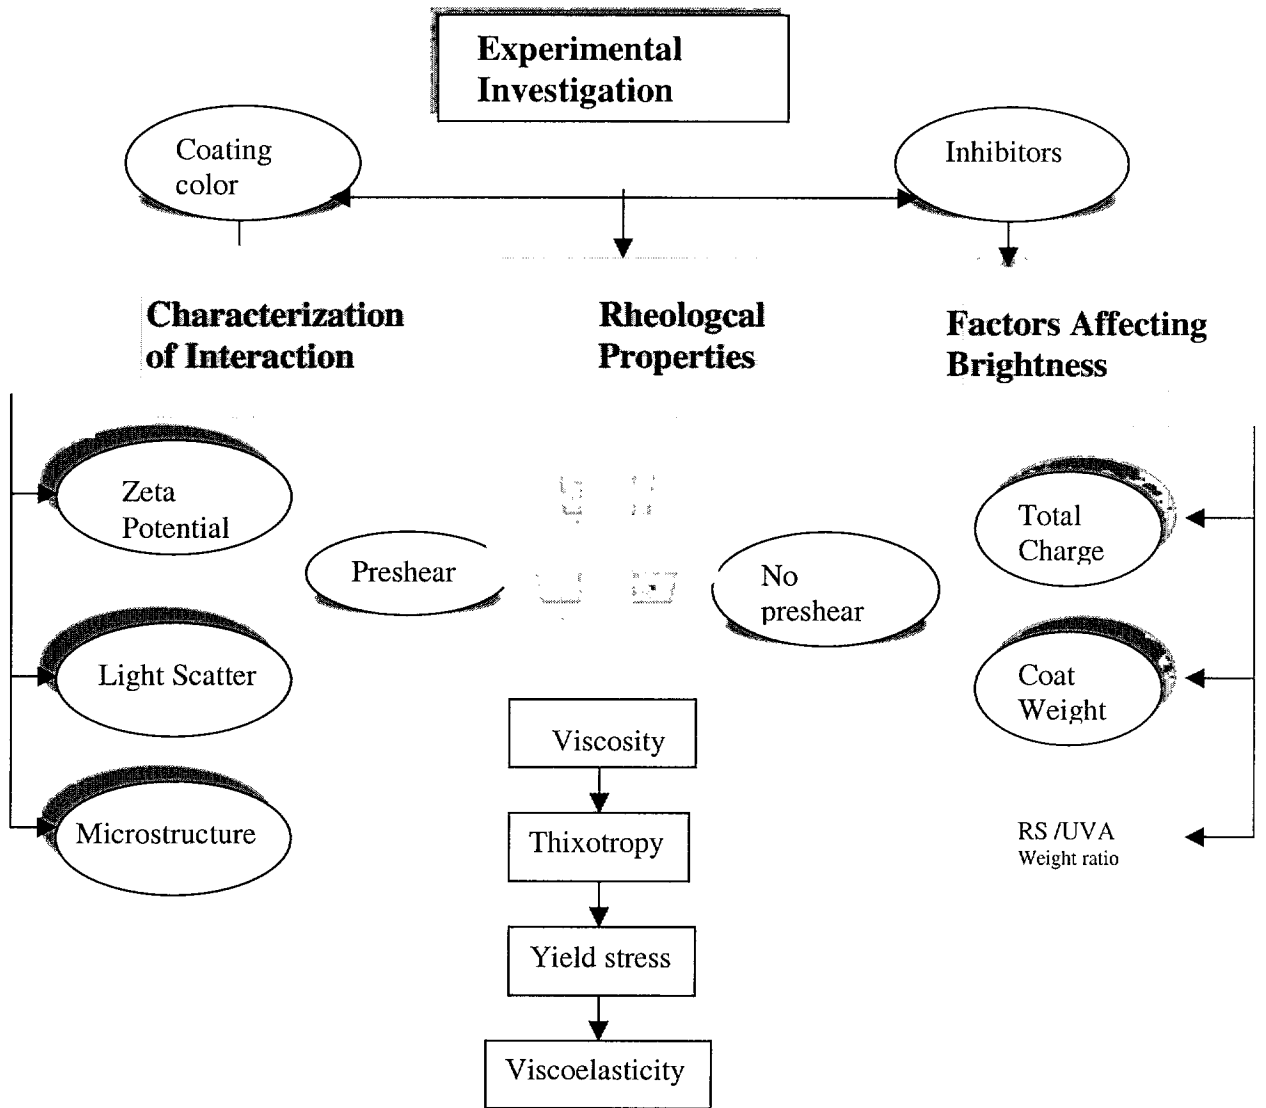 Experimental
Investigation
Coating
color
Inhibitors
Characterization
of Interaction
Rheologcal
Properties
Factors Affecting
Brightness
Zeta
Potential
Light Scatter
Microstructure
Preshear
No
preshear
Viscosity
Thixotropy
Yield stress
Viscoelasticity
Total
Charge
Coat
Weight
RS /UVA
Weight ratio